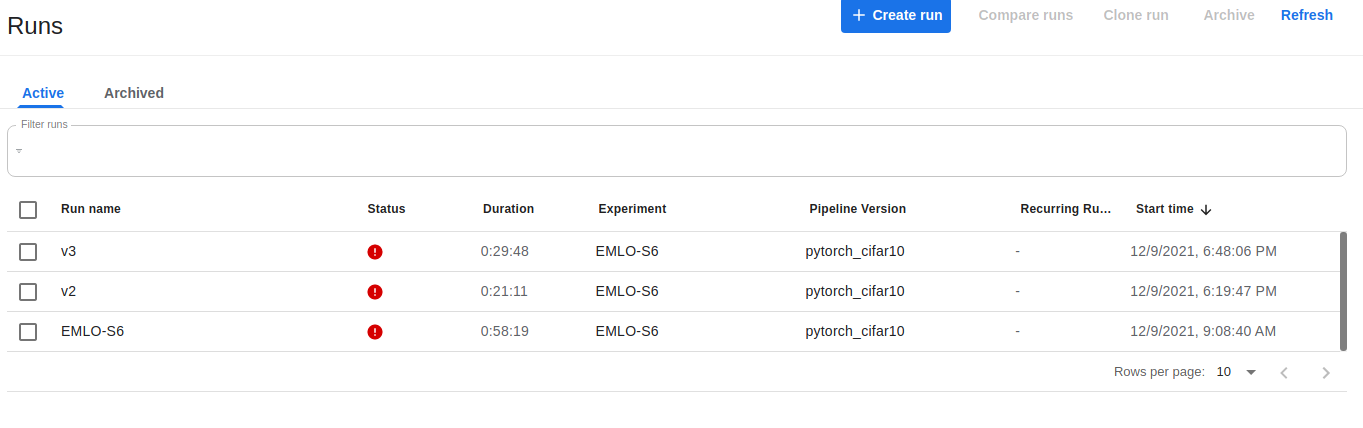 Runs
+ Create run Compare runs Clone run Archive Refresh
Active Archived
Filter runs
Run name Status Duration Experiment Pipeline Version Recurring Ru... Start time
v3 0:29:48 EMLO-S6 pytorch_cifar10 - 12/9/2021, 6:48:06 PM
v2 0:21:11 EMLO-S6 pytorch_cifar10 - 12/9/2021, 6:19:47 PM
EMLO-S6 0:58:19 EMLO-S6 pytorch_cifar10 - 12/9/2021, 9:08:40 AM
Rows per page: 10